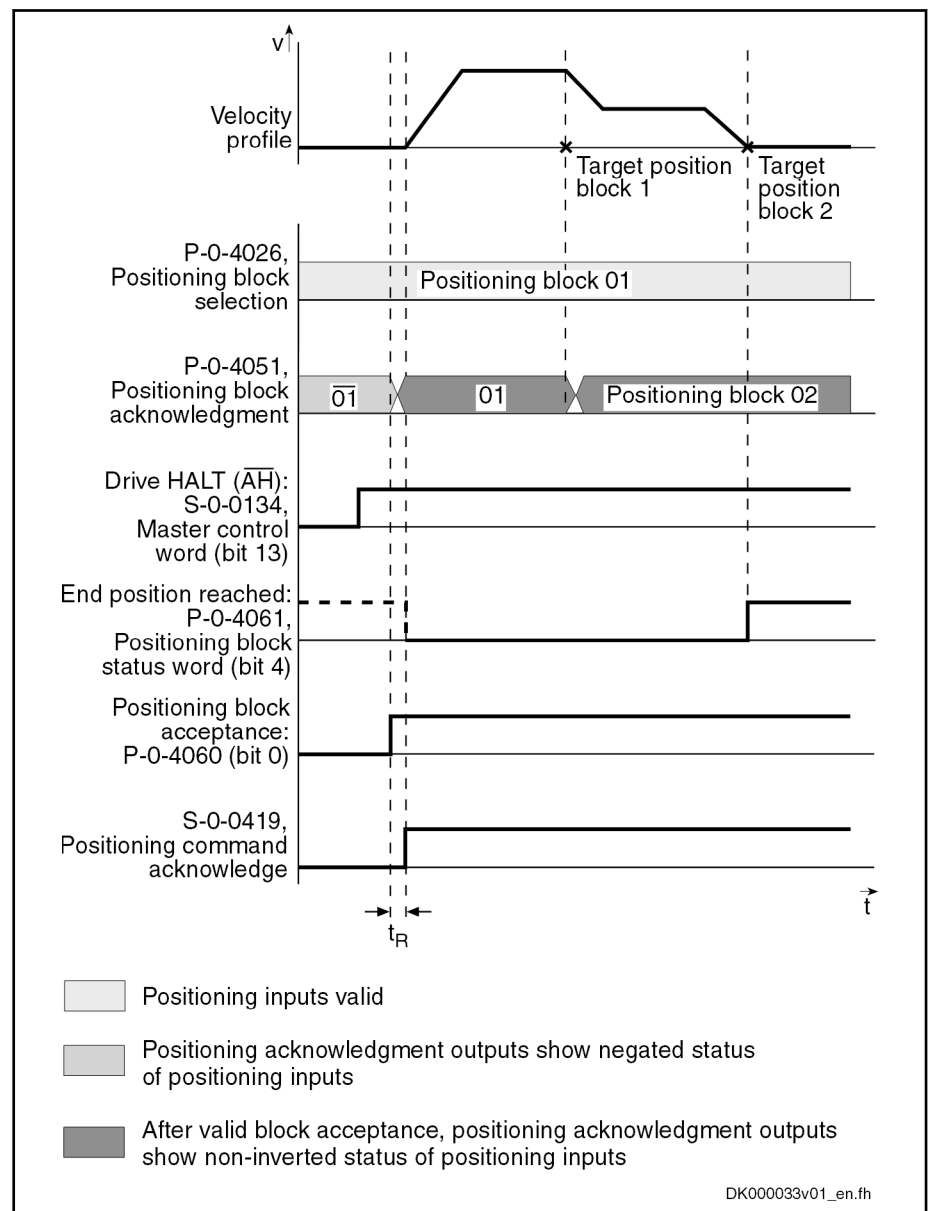 v
Velocity
profile
Target position
block 1
Target
position
block 2
P-0-4026,
Positioning block
selection
Positioning block 01
P-0-4051,
Positioning block
acknowledgment
0̅1̅
01
Positioning block 02
Drive HALT (A̅H̅):
S-0-0134,
Master control
word (bit 13)
End position reached:
P-0-4061,
Positioning block
status word (bit 4)
Positioning block
acceptance:
P-0-4060 (bit 0)
S-0-0419,
Positioning command
acknowledge
t
tR
Positioning inputs valid
Positioning acknowledgment outputs show negated status
of positioning inputs
After valid block acceptance, positioning acknowledgment outputs
show non-inverted status of positioning inputs
DK000033v01_en.fh